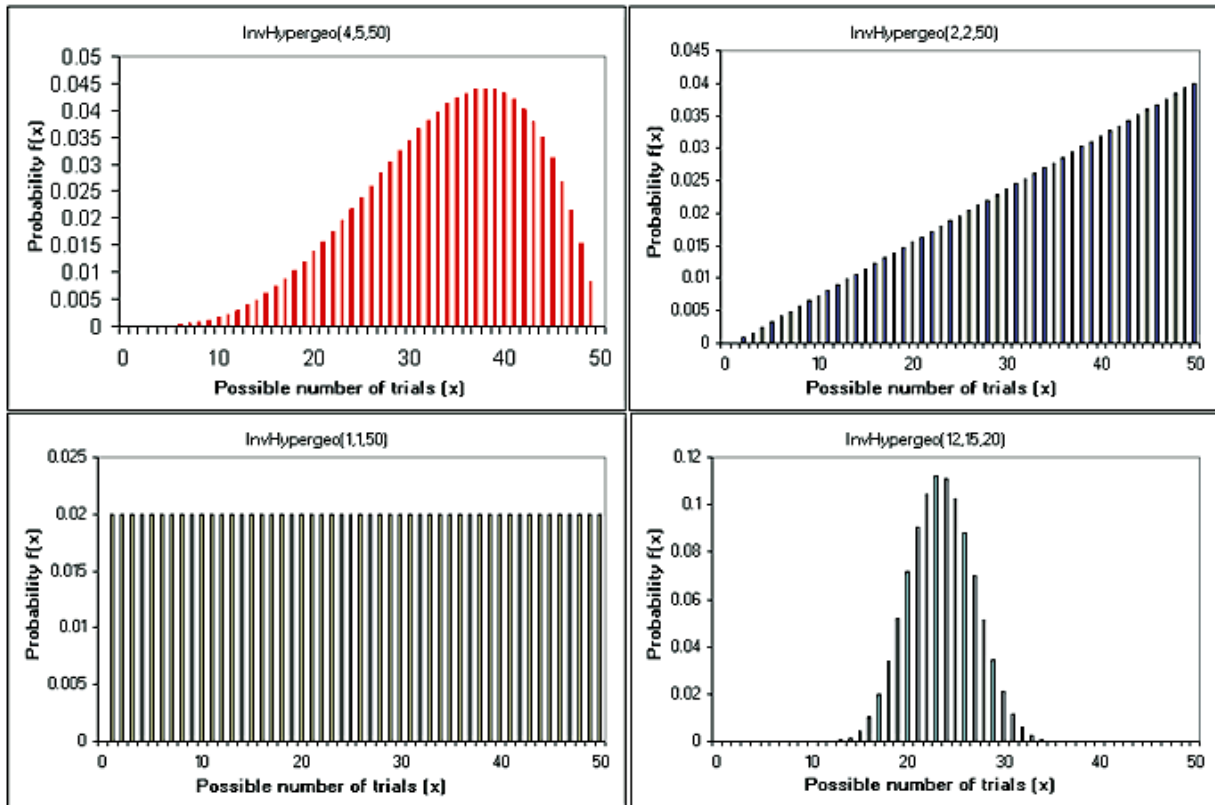 InvHypergeo(4,5,50)
Probability f(x)
0.05
0.045
0.04
0.035
0.03
0.025
0.02
0.015
0.01
0.005
0
0 10 20 30 40 50
Possible number of trials (x)
InvHypergeo(2,2,50)
Probability f(x)
0.045
0.04
0.035
0.03
0.025
0.02
0.015
0.01
0.005
0
10 20 30 40 50
Possible number of trials (x)
InvHypergeo(1,1,50)
Probability f(x)
0.025
0.02
0.015
0.01
0.005
0
0 10 20 30 40 50
Possible number of trials (x)
InvHypergeo(12,15,20)
Probability f(x)
0.12
0.1
0.08
0.06
0.04
0.02
0
0 10 20 30 40 50
Possible number of trials (x)